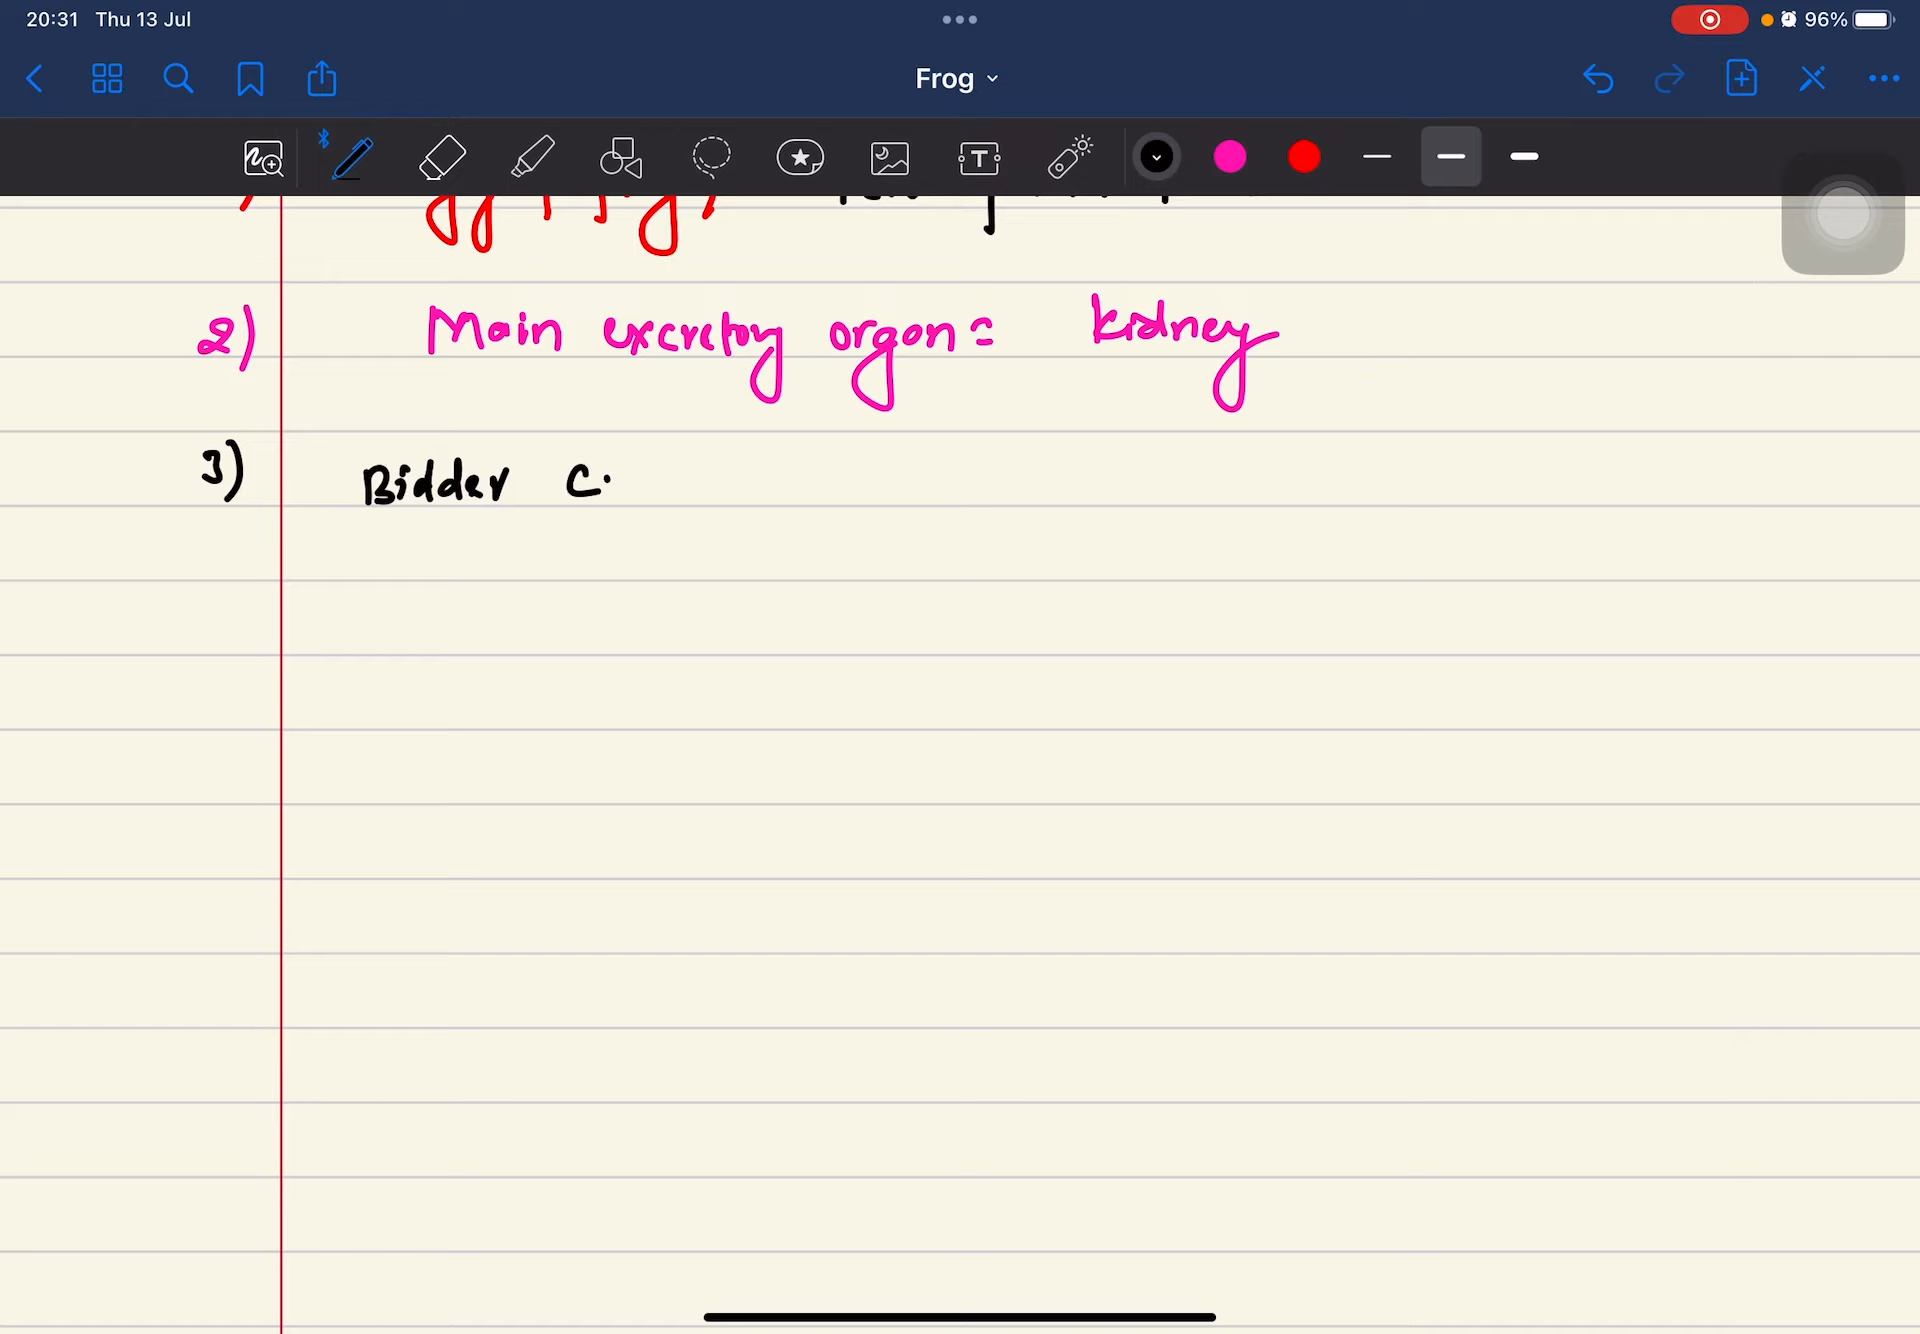 20:31 Thu 13 Jul 96%
Frog
T
2) Main excretory organ = kidney
3) Bidder C.